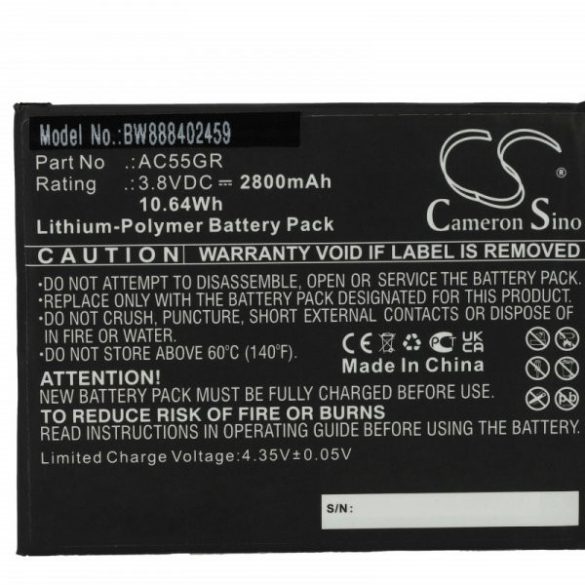 Model No.:BW888402459
Part No .: AC55GR
Rating .: 3.8VDC ⎓ 2800mAh
10.64Wh
Lithium-Polymer Battery Pack
CS
Cameron Sino
CAUTION WARRANTY VOID IF LABEL IS REMOVED
•DO NOT ATTEMPT TO DISASSEMBLE, OPEN OR SERVICE THE BATTERY PACK.
•REPLACE ONLY WITH THE BATTERY PACK DESIGNATED FOR THIS PRODUCT.
•DO NOT CRUSH, PUNCTURE, SHORT EXTERNAL CONTACTS OR DISPOSE OF
IN FIRE OR WATER.
•DO NOT STORE ABOVE 60°C (140°F).
CE UK CA
Made In China
ATTENTION!
NEW BATTERY PACK MUST BE FULLY CHARGED BEFORE USE.
TO REDUCE RISK OF FIRE OR BURNS
READ INSTRUCTIONS IN OPERATING GUIDE BEFORE USING THE BATTERY.
Limited Charge Voltage:4.35V±0.05V
S/N: